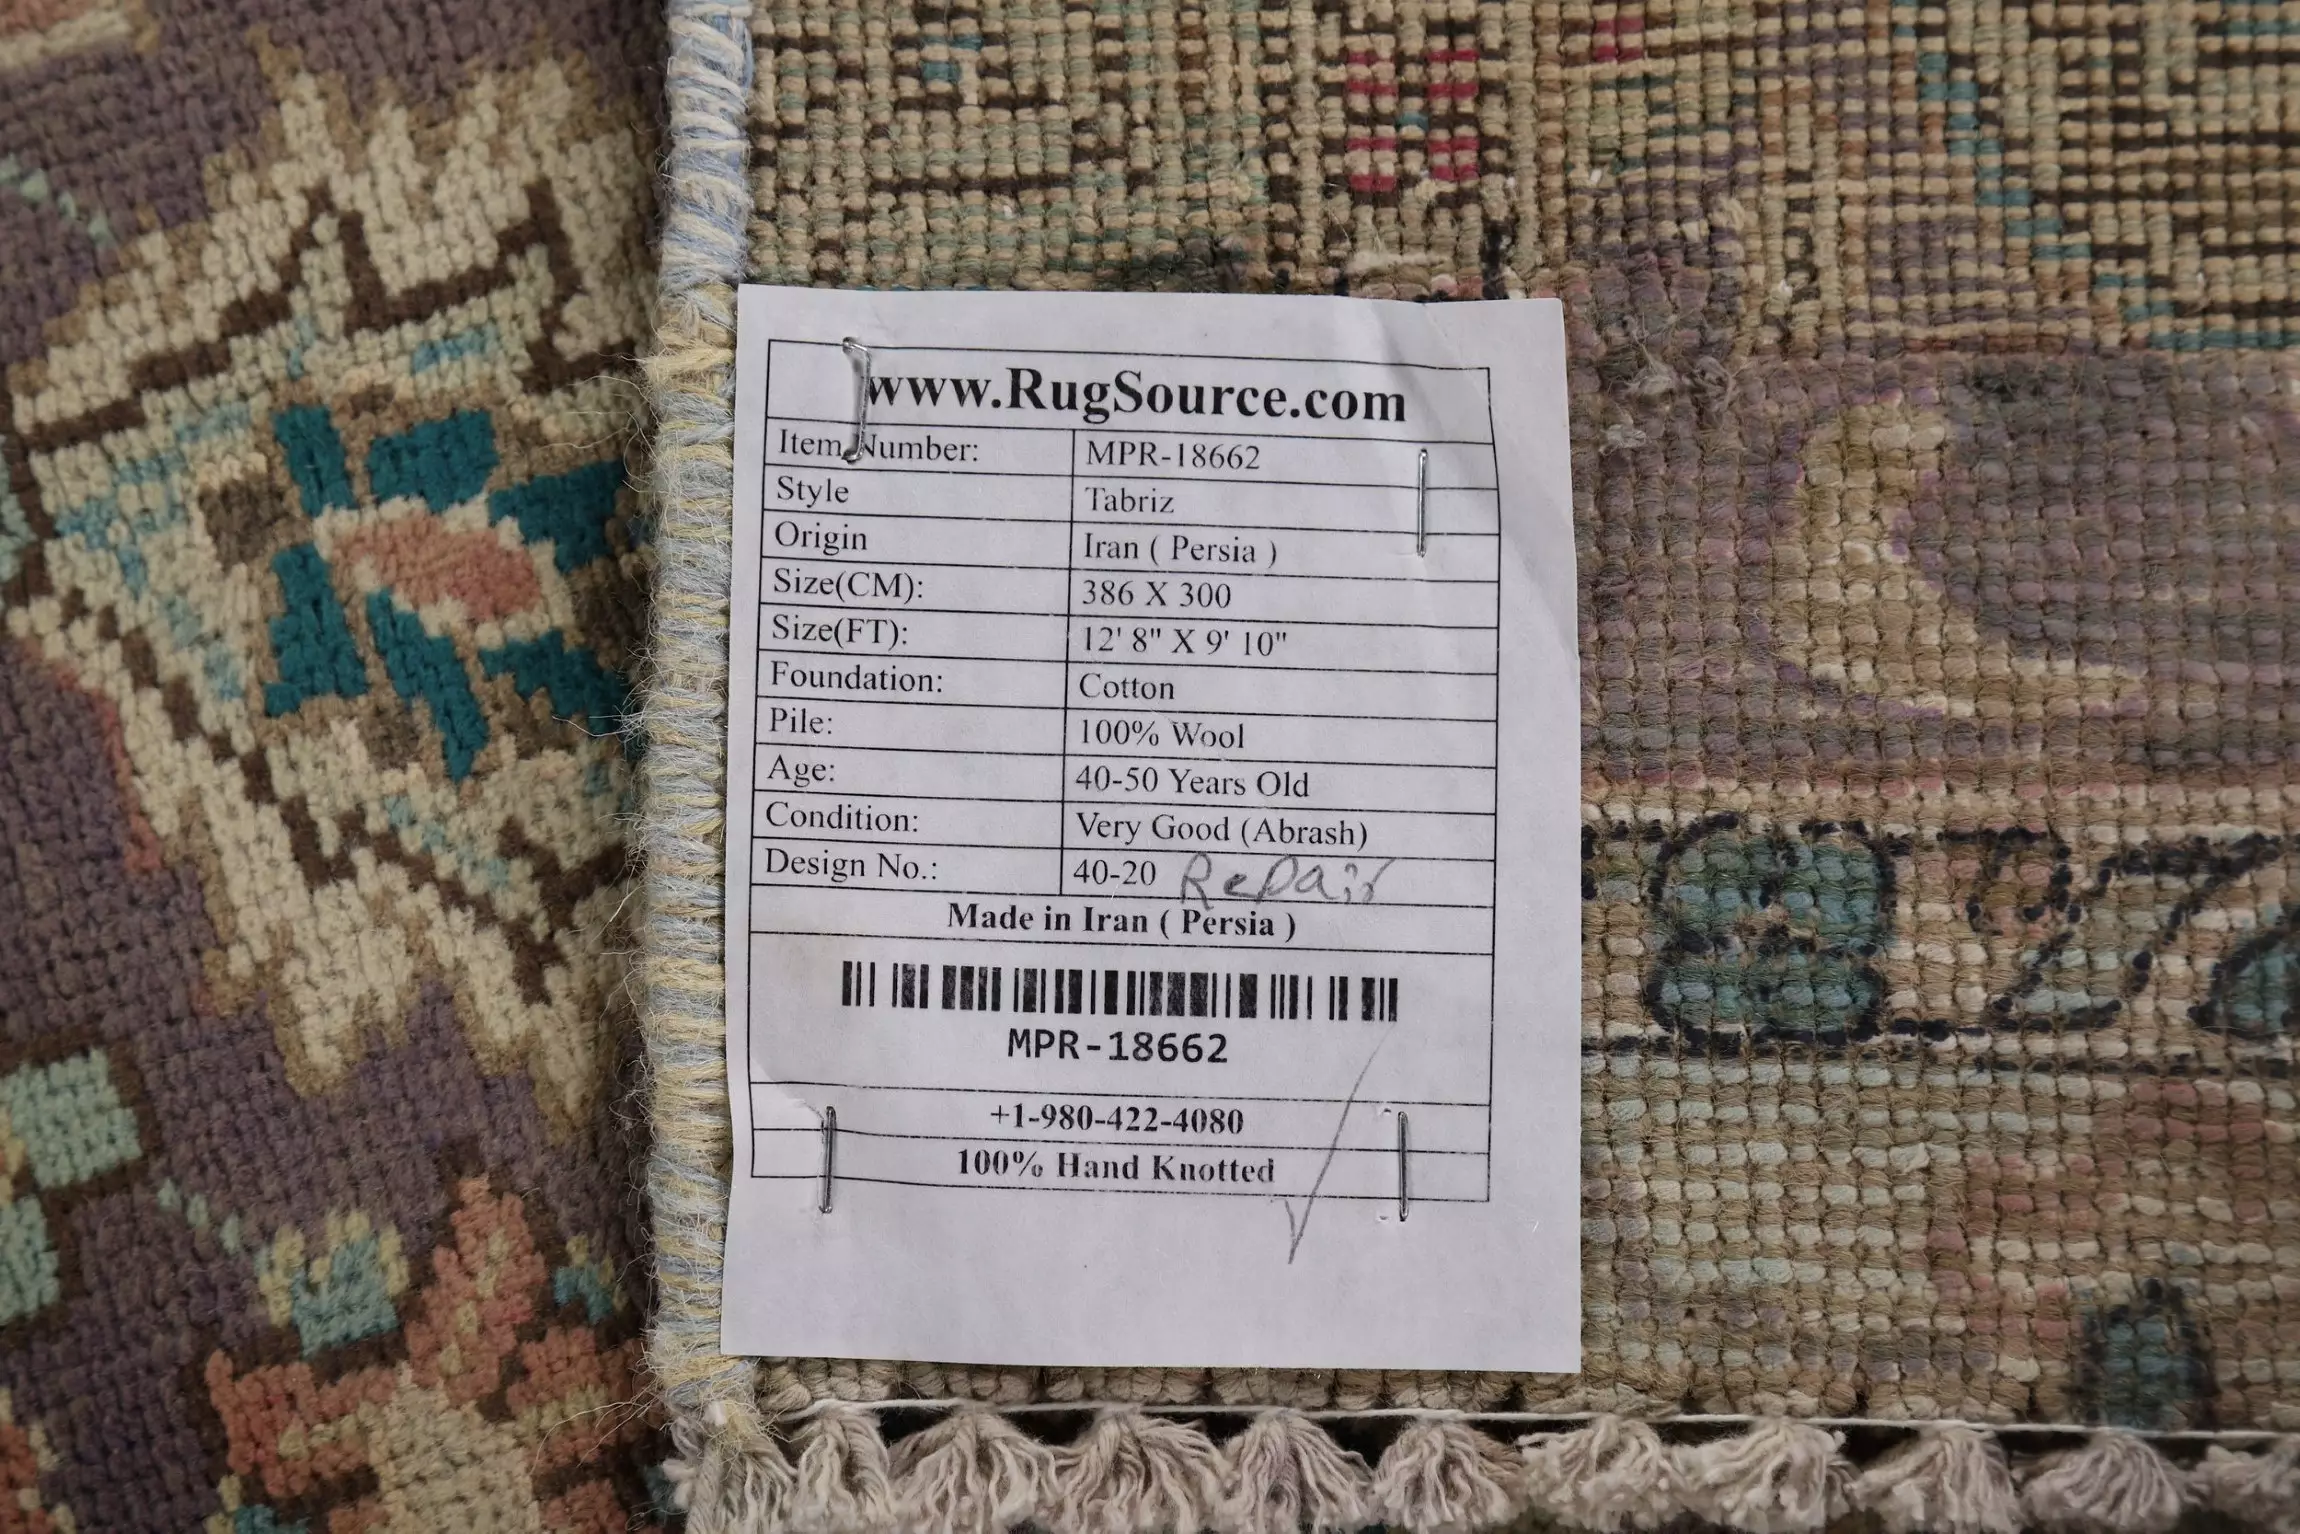 www.RugSource.com
Item Number: MPR-18662
Style Tabriz
Origin Iran ( Persia )
Size(CM): 386 X 300
Size(FT): 12' 8" X 9' 10"
Foundation: Cotton
Pile: 100% Wool
Age: 40-50 Years Old
Condition: Very Good (Abrash)
Design No.: 40-20 Repair
Made in Iran ( Persia )
MPR-18662
+1-980-422-4080
100% Hand Knotted